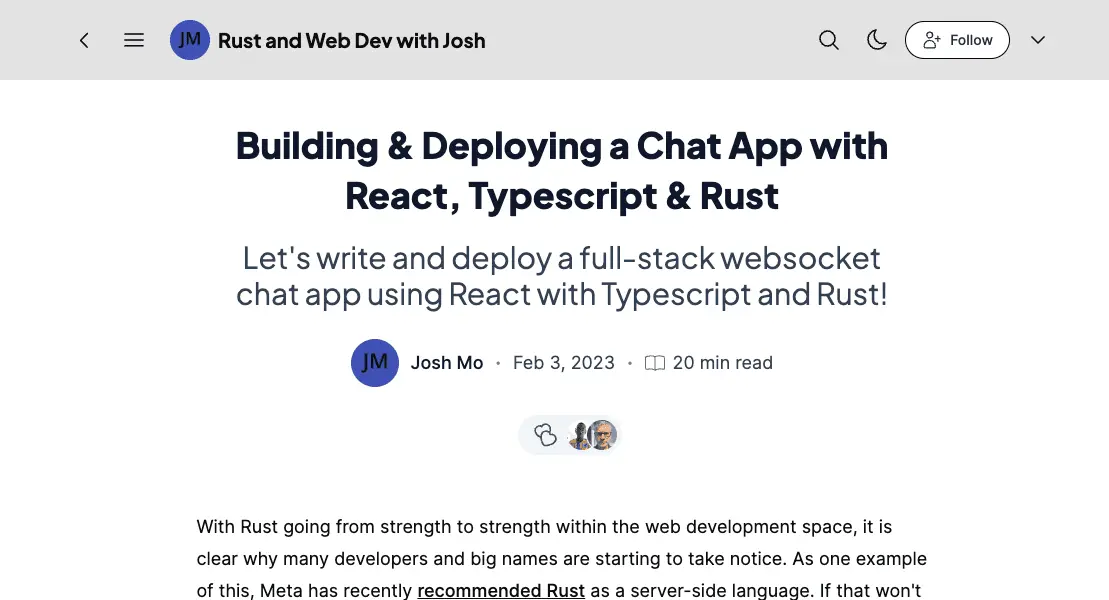 JM Rust and Web Dev with Josh Follow
Building & Deploying a Chat App with
React, Typescript & Rust
Let's write and deploy a full-stack websocket
chat app using React with Typescript and Rust!
JM Josh Mo · Feb 3, 2023 · 20 min read
With Rust going from strength to strength within the web development space, it is
clear why many developers and big names are starting to take notice. As one example
of this, Meta has recently recommended Rust as a server-side language. If that won't